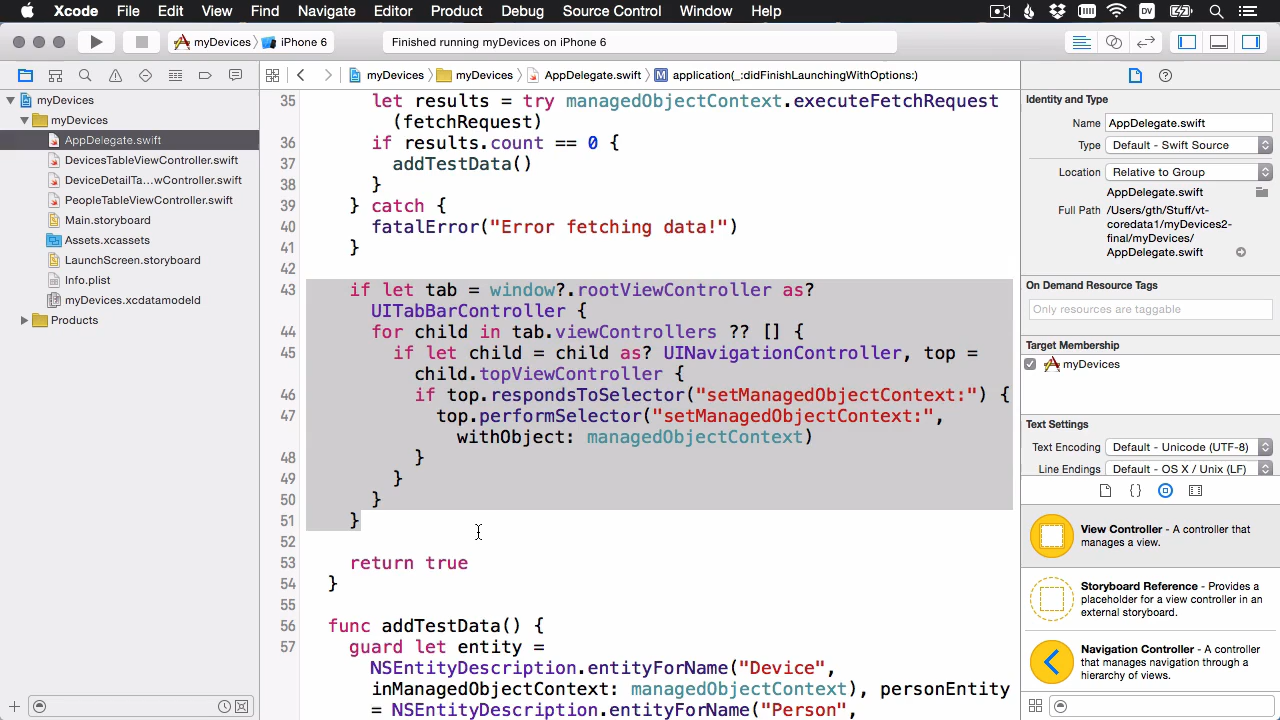 Xcode File Edit View Find Navigate Editor Product Debug Source Control Window Help DV
myDevices iPhone 6 Finished running myDevices on iPhone 6
myDevices myDevices AppDelegate.swift M application(_:didFinishLaunchingWithOptions:)
myDevices
myDevices
AppDelegate.swift
DevicesTableViewController.swift
DeviceDetailTa...wController.swift
PeopleTableViewController.swift
Main.storyboard
Assets.xcassets
LaunchScreen.storyboard
Info.plist
myDevices.xcdatamodeld
Products
35 let results = try managedObjectContext.executeFetchRequest
(fetchRequest)
36 if results.count == 0 {
37 addTestData()
38 }
39 } catch {
40 fatalError("Error fetching data!")
41 }
42
43 if let tab = window?.rootViewController as?
UITabBarController {
44 for child in tab.viewControllers ?? [] {
45 if let child = child as? UINavigationController, top =
child.topViewController {
46 if top.respondsToSelector("setManagedObjectContext:") {
47 top.performSelector("setManagedObjectContext:",
withObject: managedObjectContext)
48 }
49 }
50 }
51 }
52
53 return true
54 }
55
56 func addTestData() {
57 guard let entity =
NSEntityDescription.entityForName("Device",
inManagedObjectContext: managedObjectContext), personEntity
= NSEntityDescription.entityForName("Person",
Identity and Type
Name AppDelegate.swift
Type Default - Swift Source
Location Relative to Group
AppDelegate.swift
Full Path /Users/gth/Stuff/vt-
coredata1/myDevices2-
final/myDevices/
AppDelegate.swift
On Demand Resource Tags
Only resources are taggable
Target Membership
myDevices
Text Settings
Text Encoding Default - Unicode (UTF-8)
Line Endings Default - OS X / Unix (LF)
{}
View Controller - A controller that
manages a view.
Storyboard Reference - Provides a
placeholder for a view controller in an
external storyboard.
Navigation Controller - A
controller that manages navigation through a
hierarchy of views.